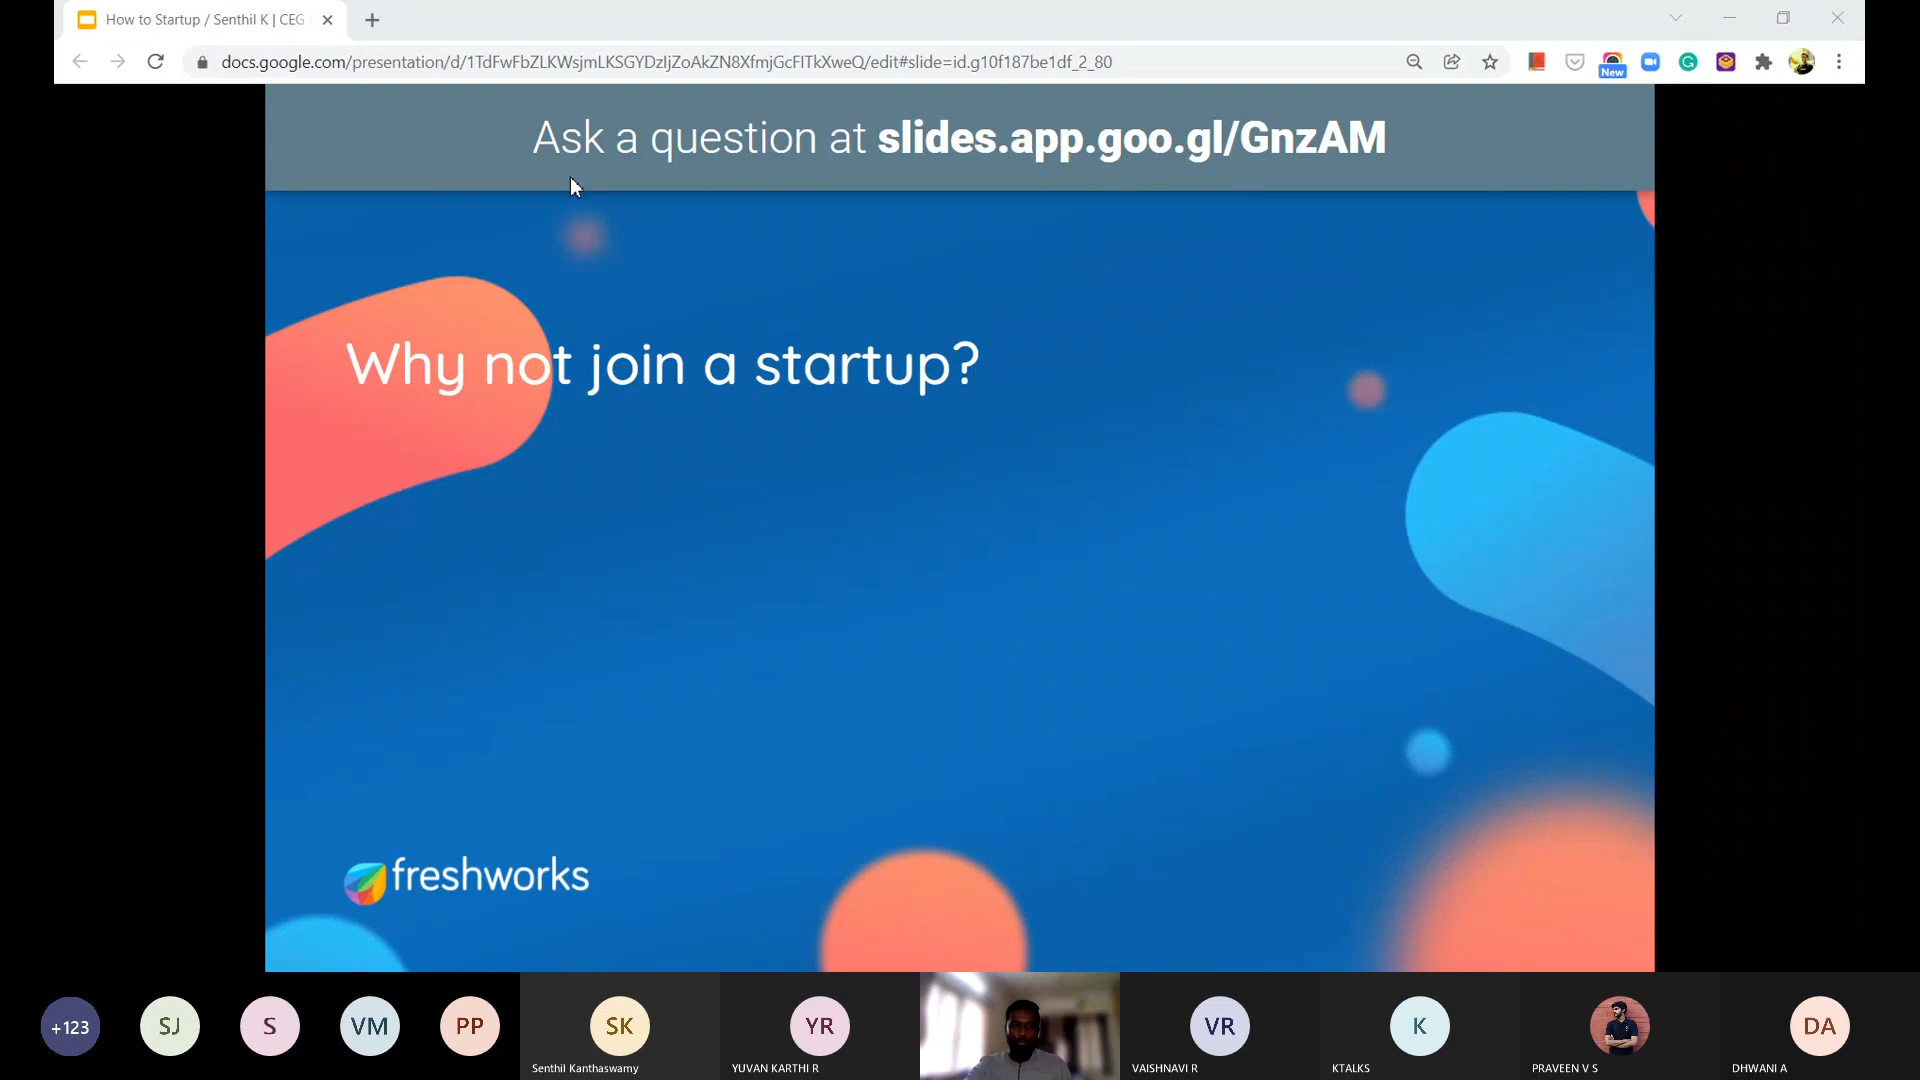 How to Startup / Senthil K | CEG
docs.google.com/presentation/d/1TdFwFbZLKWsjmLKSGYDzIjZoAkZN8XfmjGcFITkXweQ/edit#slide=id.g10f187be1df_2_80
New
Ask a question at slides.app.goo.gl/GnzAM
Why not join a startup?
freshworks
+123
SJ
S
VM
PP
SK
YR
VR
K
DA
Senthil Kanthaswamy
YUVAN KARTHI R
VAISHNAVI R
KTALKS
PRAVEEN V S
DHWANI A